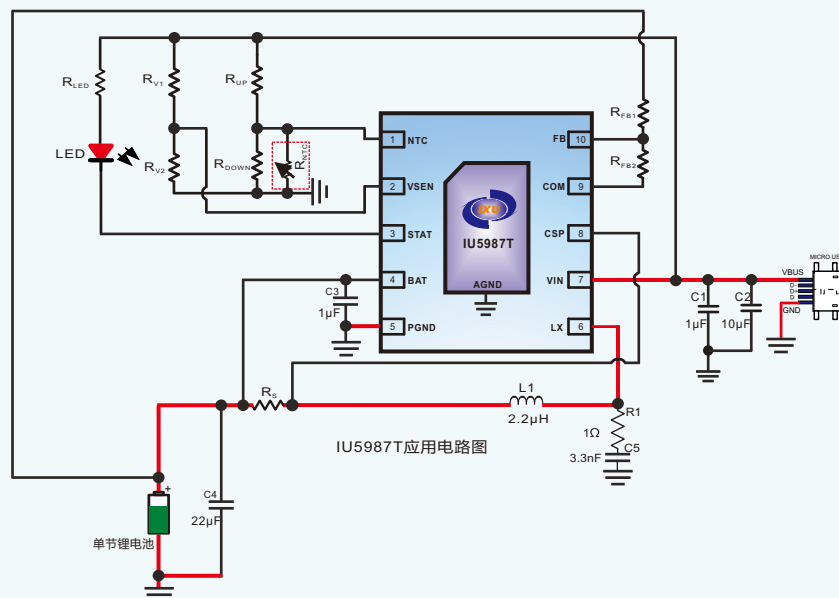 RLED
RV1
RUP
RFB1
LED
RV2
RDOWN
RNTC
RFB2
1 NTC
FB 10
2 VSEN
COM 9
3 STAT
CSP 8
4 BAT
VIN 7
5 PGND
LX 6
IXU
IU5987T
AGND
MICRO US
VBUS
D-
D+
D
GND
C3
1μF
C1
1μF
C2
10μF
RS
L1
2.2μH
R1
1Ω
C5
3.3nF
IU5987T应用电路图
+
C4
22μF
单节锂电池